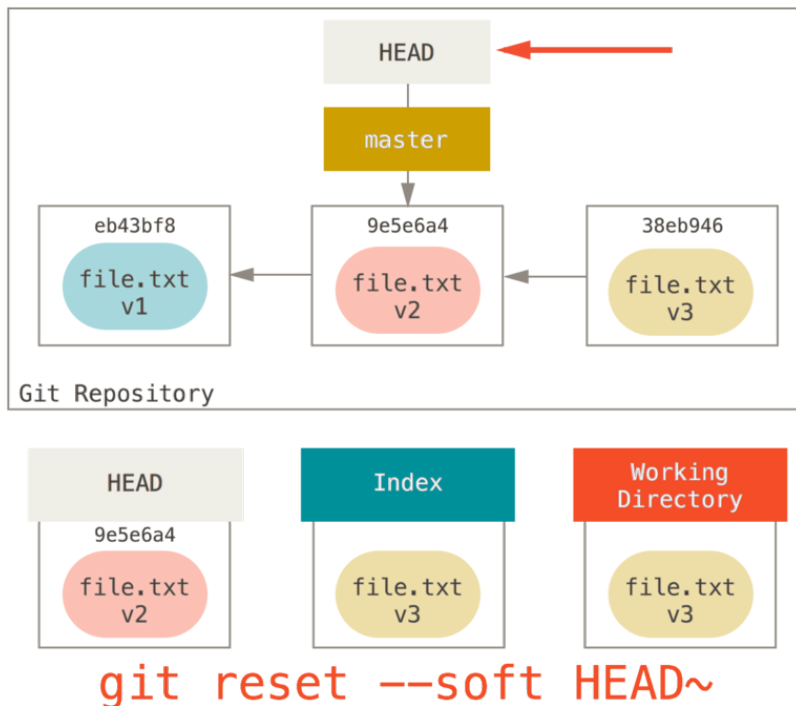 HEAD
master
eb43bf8
9e5e6a4
38eb946
file.txt
v1
file.txt
v2
file.txt
v3
Git Repository
HEAD
Index
Working
Directory
9e5e6a4
file.txt
v2
file.txt
v3
file.txt
v3
git reset --soft HEAD~